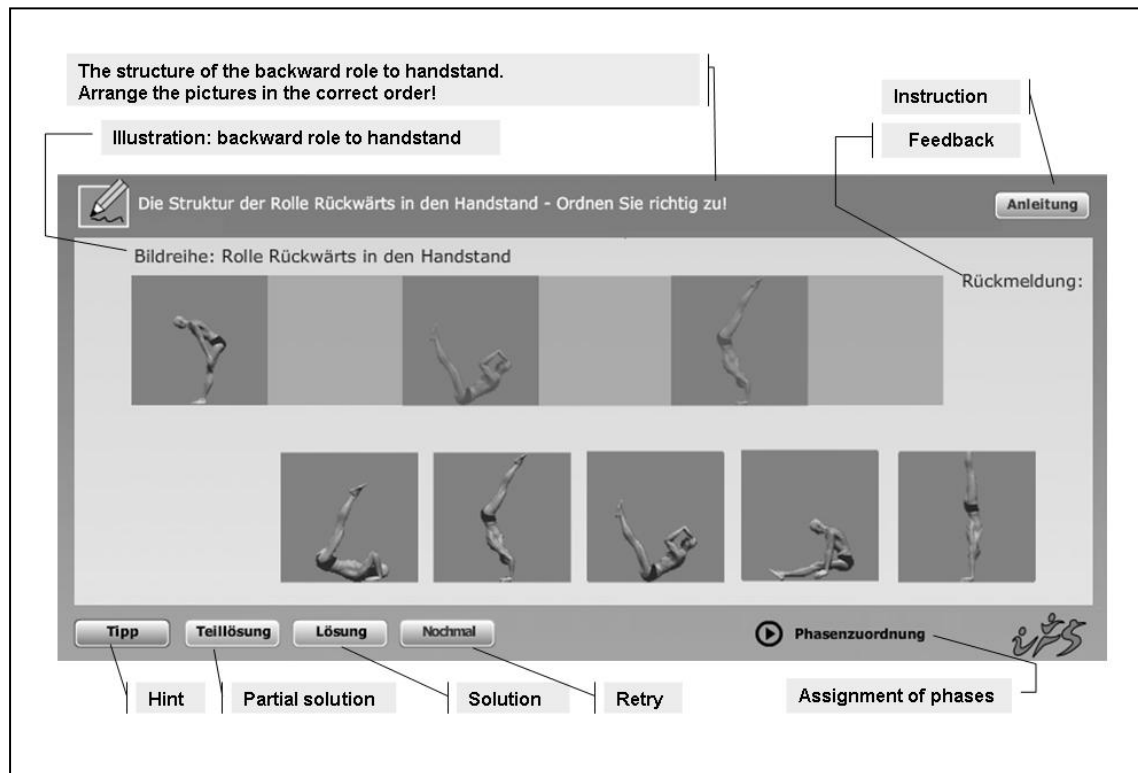 The structure of the backward role to handstand.
Arrange the pictures in the correct order!
Instruction
Illustration: backward role to handstand
Feedback
Die Struktur der Rolle Rückwärts in den Handstand - Ordnen Sie richtig zu!
Anleitung
Bildreihe: Rolle Rückwärts in den Handstand
Rückmeldung:
Tipp
Teillösung
Lösung
Nochmal
Phasenzuordnung
ifs
Hint
Partial solution
Solution
Retry
Assignment of phases